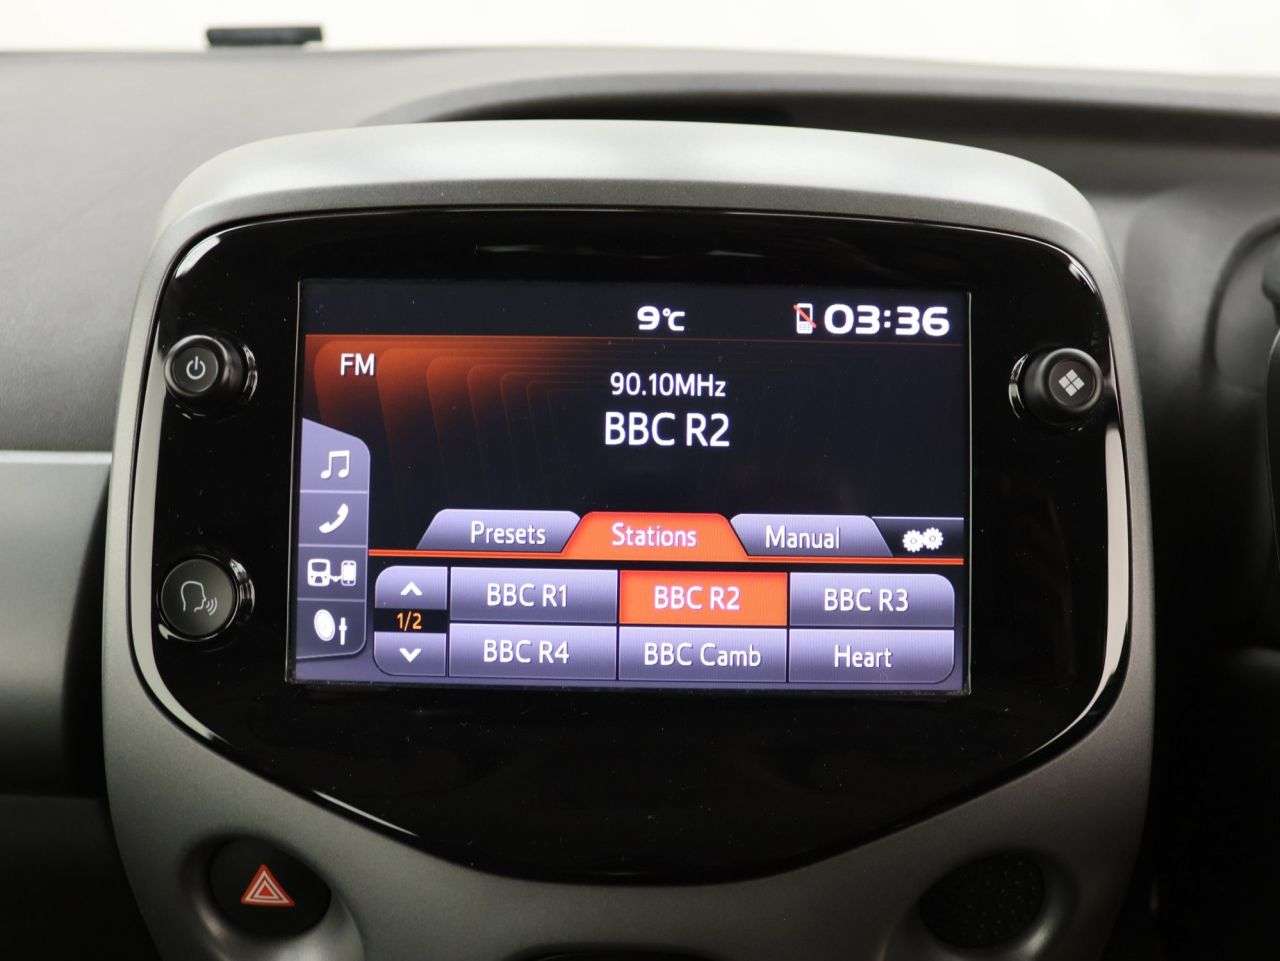 9°C 03:36
FM
90.10MHz
BBC R2
Presets Stations Manual
BBC R1 BBC R2 BBC R3
1/2
BBC R4 BBC Camb Heart